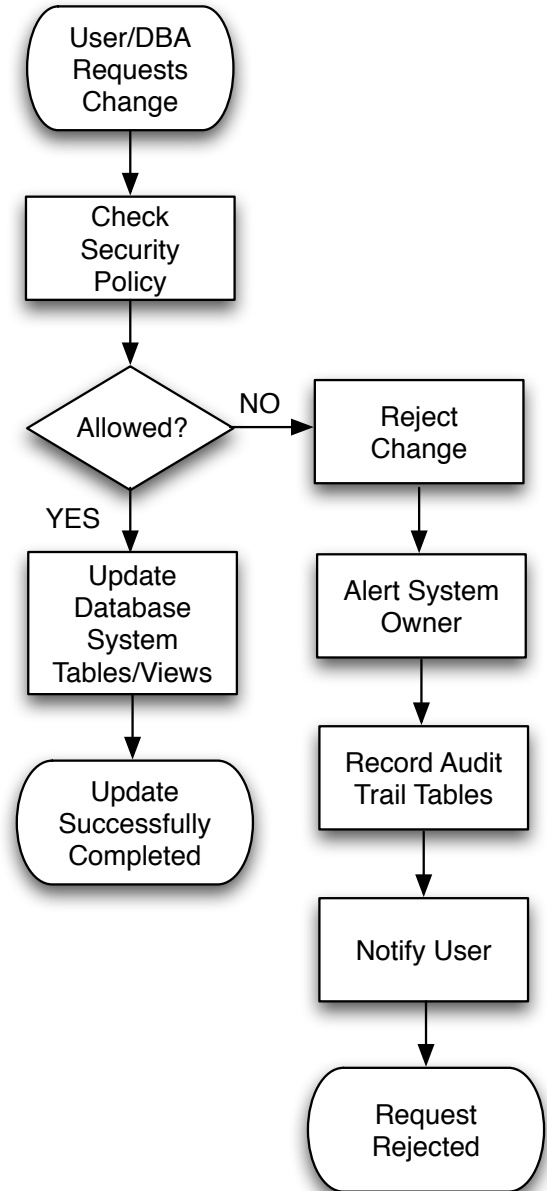 User/DBA
Requests
Change
Check
Security
Policy
Allowed?
NO
Reject
Change
YES
Update
Database
System
Tables/Views
Alert System
Owner
Update
Successfully
Completed
Record Audit
Trail Tables
Notify User
Request
Rejected